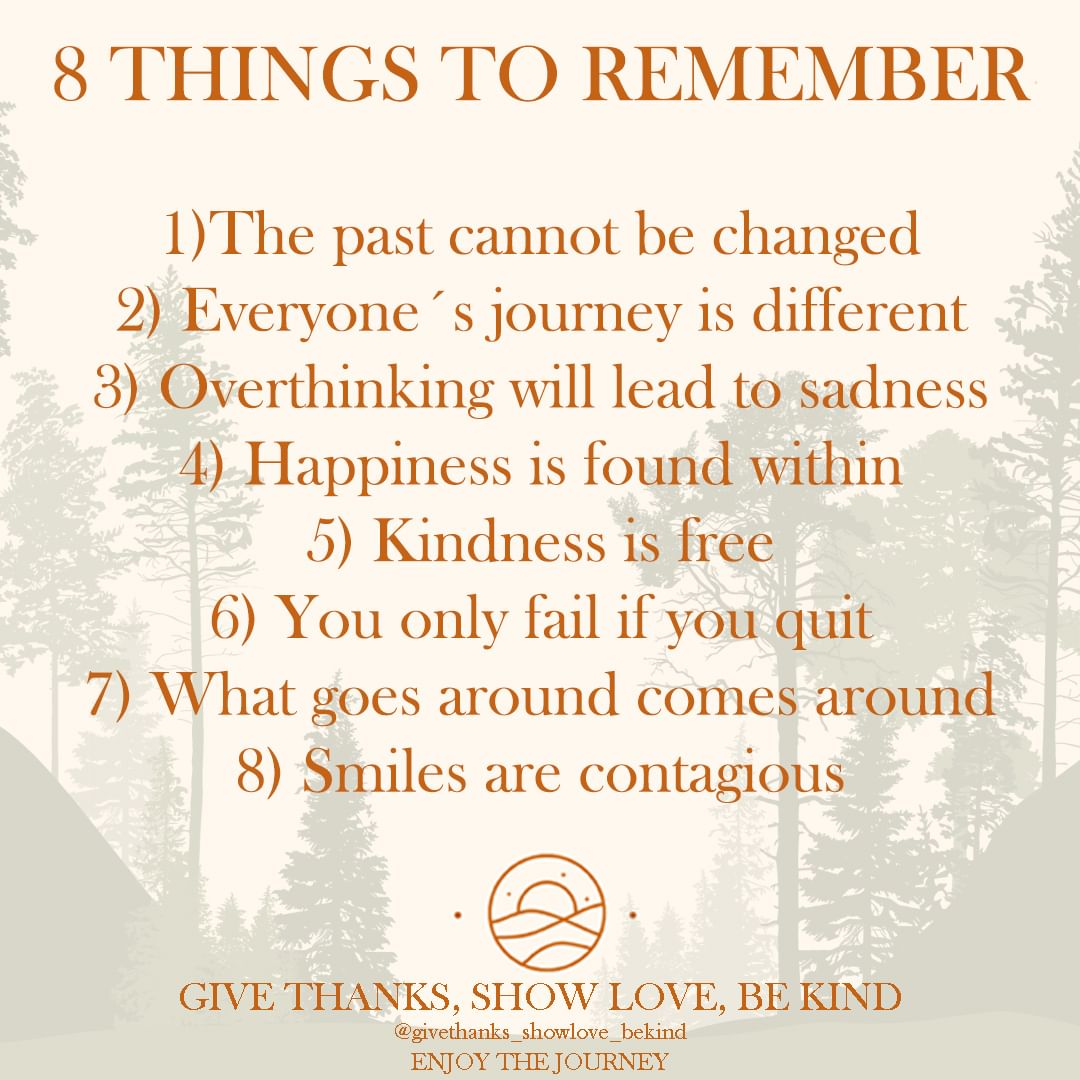 8 THINGS TO REMEMBER
1)The past cannot be changed
2) Everyone´s journey is different
3) Overthinking will lead to sadness
4) Happiness is found within
5) Kindness is free
6) You only fail if you quit
7) What goes around comes around
8) Smiles are contagious
GIVE THANKS, SHOW LOVE, BE KIND
@givethanks_showlove_bekind
ENJOY THE JOURNEY